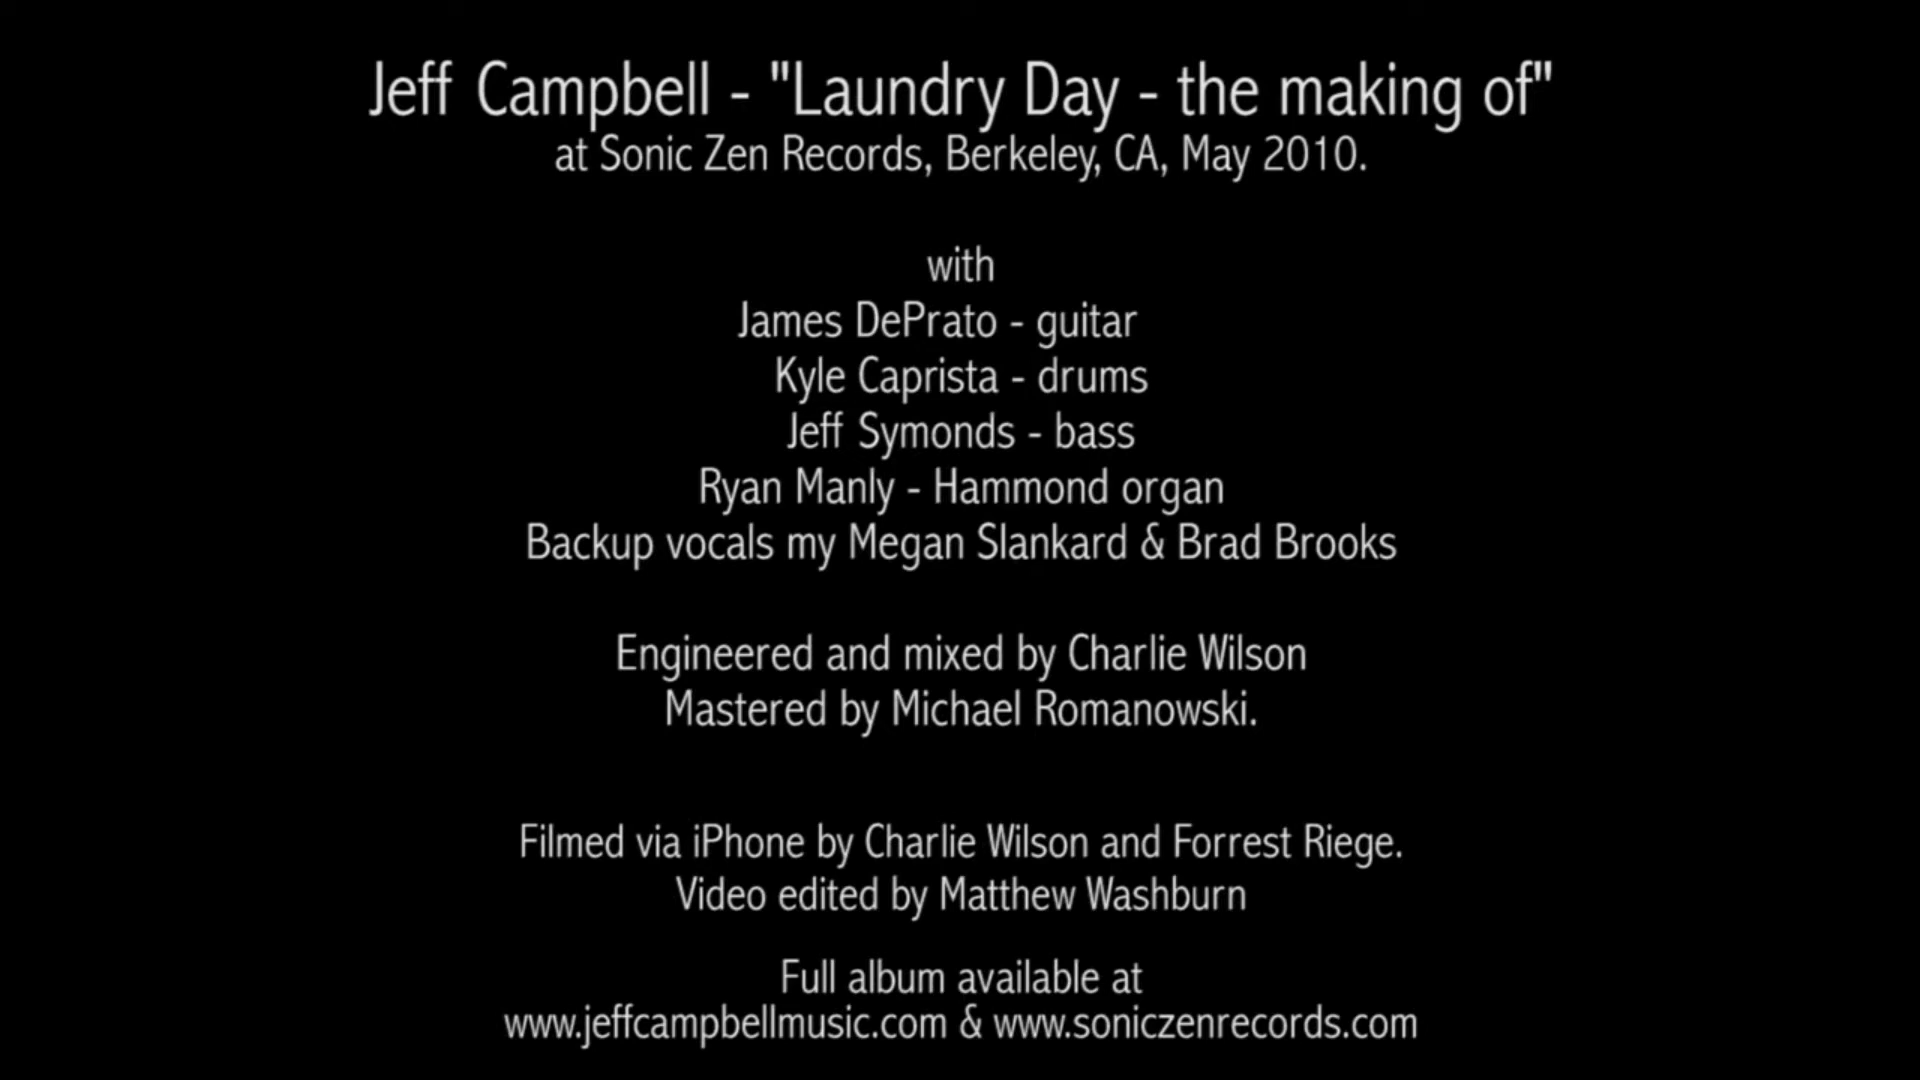 Jeff Campbell - "Laundry Day - the making of"
at Sonic Zen Records, Berkeley, CA, May 2010.
with
James DePrato - guitar
Kyle Caprista - drums
Jeff Symonds - bass
Ryan Manly - Hammond organ
Backup vocals my Megan Slankard & Brad Brooks
Engineered and mixed by Charlie Wilson
Mastered by Michael Romanowski.
Filmed via iPhone by Charlie Wilson and Forrest Riege.
Video edited by Matthew Washburn
Full album available at
www.jeffcampbellmusic.com & www.soniczenrecords.com